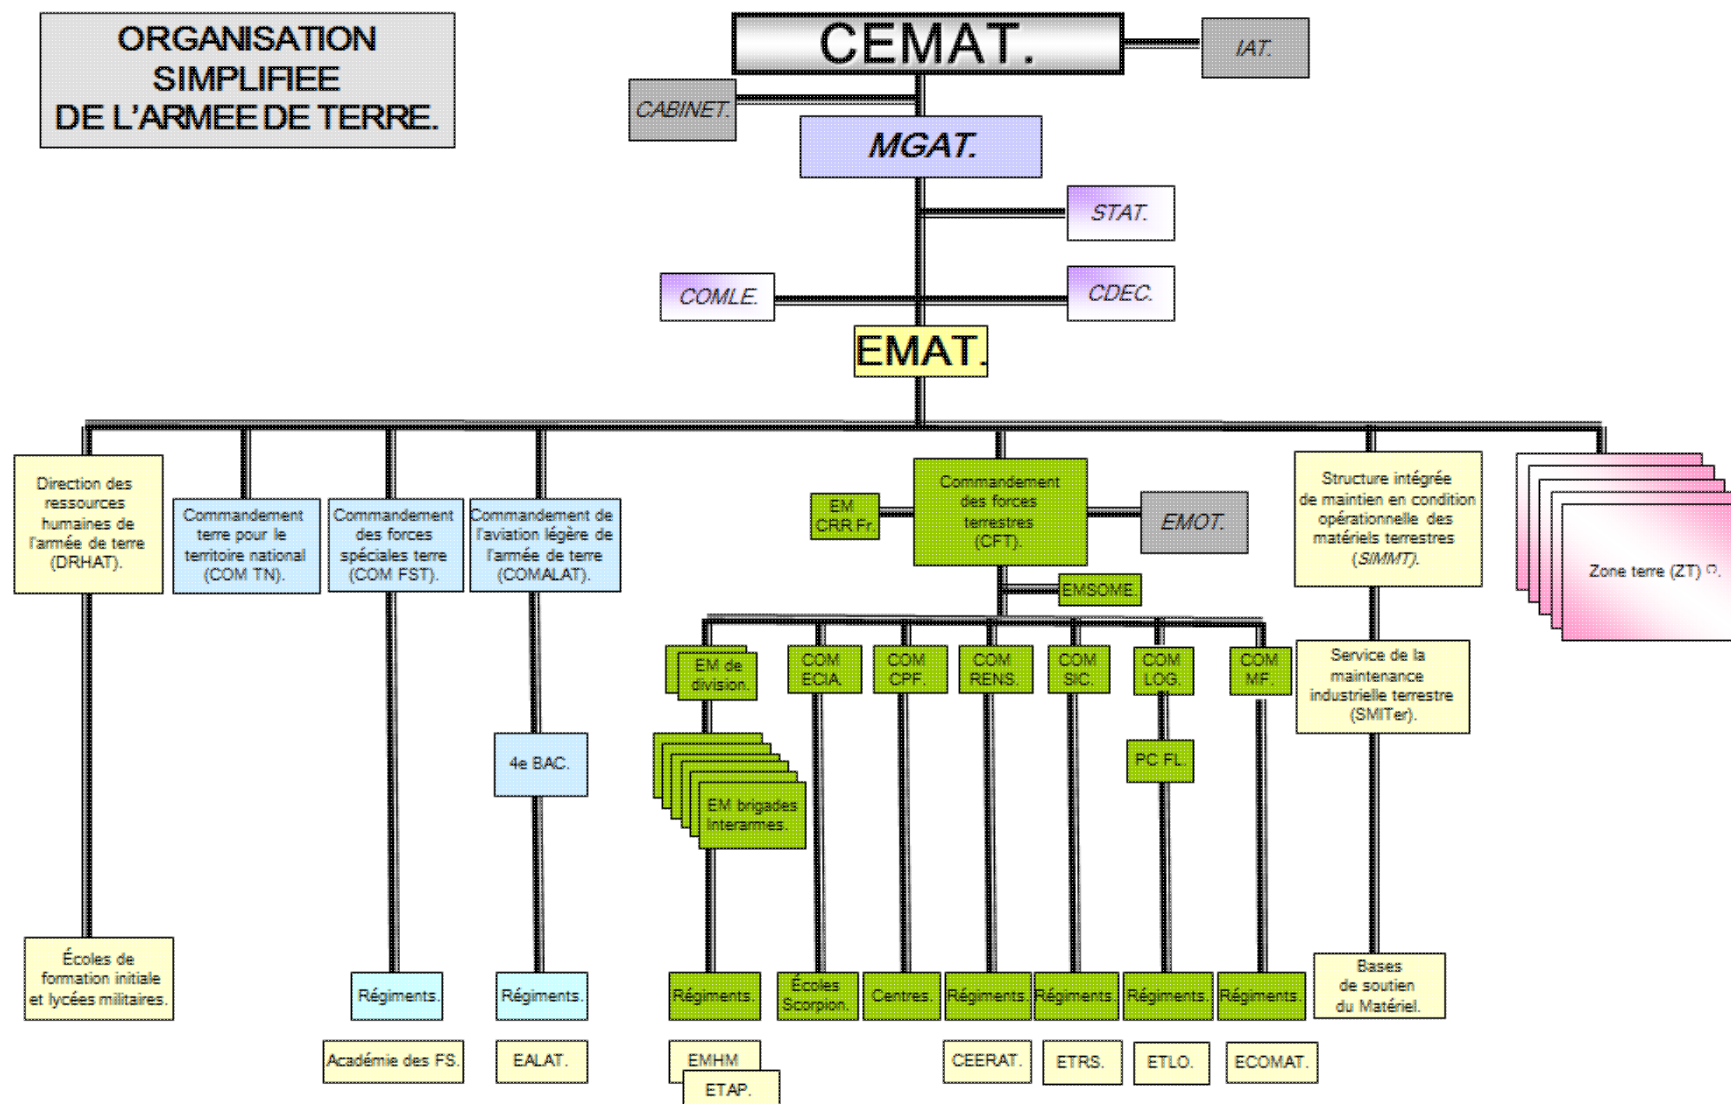 ORGANISATION
SIMPLIFIEE
DE L'ARMEE DE TERRE.
CEMAT.
IAT.
CABINET.
MGAT.
STAT.
COMLE.
CDEC.
EMAT.
Direction des
ressources
humaines de
l'armée de terre
(DRHAT).
Commandement
terre pour le
territoire national
(COM TN).
Commandement
des forces
spéciales terre
(COM FST).
Commandement de
l'aviation légère de
l'armée de terre
(COMALAT).
EM
CRR Fr.
Commandement
des forces
terrestres
(CFT).
EMOT.
Structure intégrée
de maintien en condition
opérationnelle des
matériels terrestres
(SIMMT).
Zone terre (ZT)
EMSOME.
EM de
division.
COM
ECIA.
COM
CPF.
COM
RENS.
COM
SIC.
COM
LOG.
COM
MF.
Service de la
maintenance
industrielle terrestre
(SMITer).
4e BAC.
EM brigades
Interarmes.
PC FL.
Écoles de
formation initiale
et lycées militaires.
Régiments.
Régiments.
Régiments.
Écoles
Scorpion.
Centres.
Régiments.
Régiments.
Régiments.
Régiments.
Bases
de soutien
du Matériel.
Académie des FS.
EALAT.
EMHM
ETAP.
CEERAT.
ETRS.
ETLO.
ECOMAT.